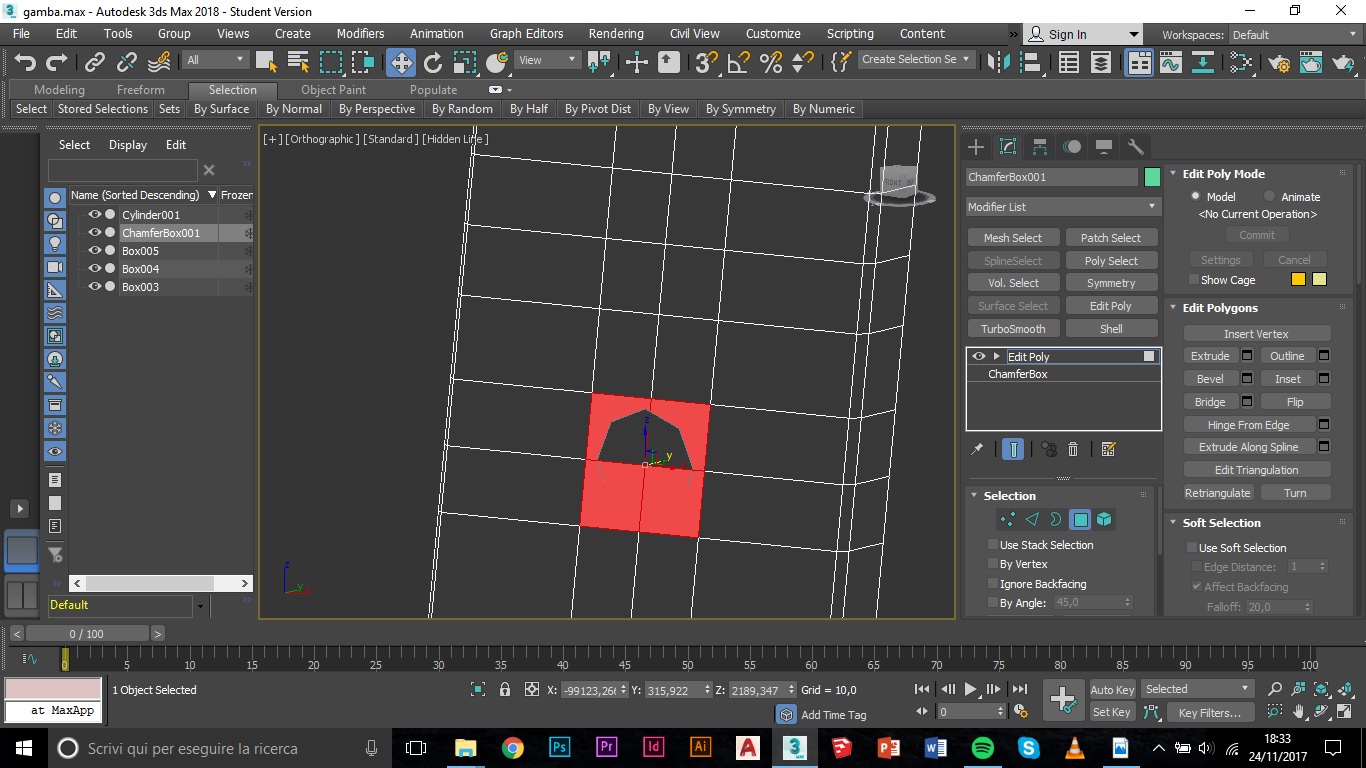 gamba.max - Autodesk 3ds Max 2018 - Student Version
File Edit Tools Group Views Create Modifiers Animation Graph Editors Rendering Civil View Customize Scripting Content » Sign In Workspaces: Default
All View Create Selection Se
Modeling Freeform Selection Object Paint Populate
Select Stored Selections Sets By Surface By Normal By Perspective By Random By Half By Pivot Dist By View By Symmetry By Numeric
Select Display Edit
Name (Sorted Descending) Frozen
Cylinder001
ChamferBox001
Box005
Box004
Box003
Default
[+] [Orthographic] [Standard] [Hidden Line]
z
y
z
y
ChamferBox001
Modifier List
Mesh Select Patch Select
SplineSelect Poly Select
Vol. Select Symmetry
Surface Select Edit Poly
TurboSmooth Shell
Edit Poly
ChamferBox
Selection
Use Stack Selection
By Vertex
Ignore Backfacing
By Angle: 45,0
Edit Poly Mode
Model Animate
<No Current Operation>
Commit
Settings Cancel
Show Cage
Edit Polygons
Insert Vertex
Extrude Outline
Bevel Inset
Bridge Flip
Hinge From Edge
Extrude Along Spline
Edit Triangulation
Retriangulate Turn
Soft Selection
Use Soft Selection
Edge Distance: 1
Affect Backfacing
Falloff: 20,0
< 0 / 100 >
0 5 10 15 20 25 30 35 40 45 50 55 60 65 70 75 80 85 90 95 100
1 Object Selected X: -99123,266 Y: 315,922 Z: 2189,347 Grid = 10,0 Auto Key Selected
at MaxApp Add Time Tag 0 Set Key Key Filters...
Scrivi qui per eseguire la ricerca
Ps Pr Id Ai A 3 MAX P W S
18:33
24/11/2017